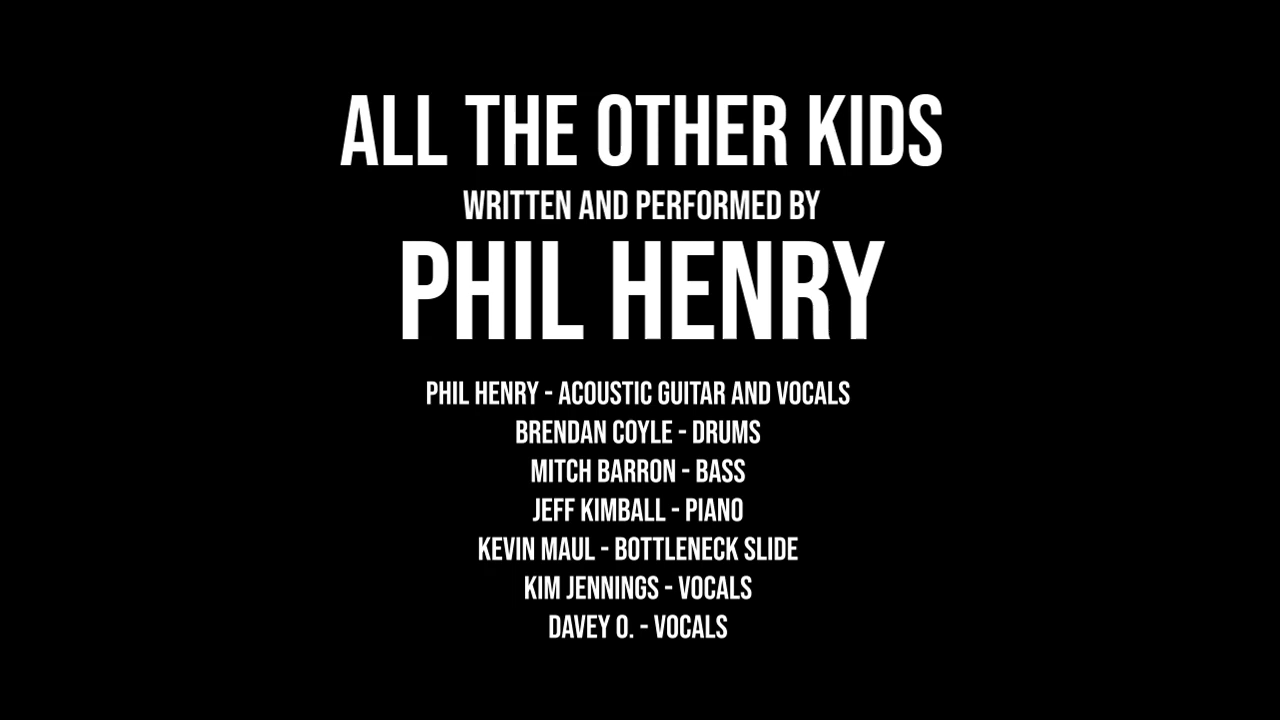 ALL THE OTHER KIDS
WRITTEN AND PERFORMED BY
PHIL HENRY
PHIL HENRY - ACOUSTIC GUITAR AND VOCALS
BRENDAN COYLE - DRUMS
MITCH BARRON - BASS
JEFF KIMBALL - PIANO
KEVIN MAUL - BOTTLENECK SLIDE
KIM JENNINGS - VOCALS
DAVEY O. - VOCALS